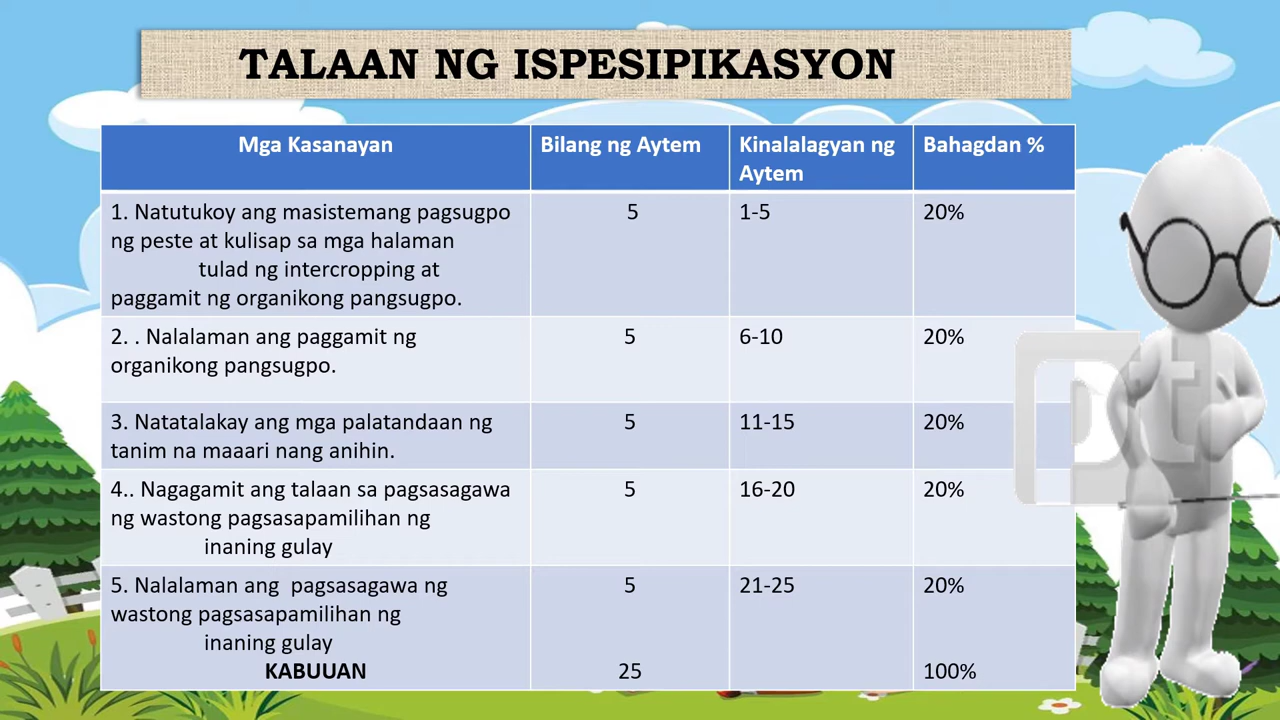 TALAAN NG ISPESIPIKASYON
Mga Kasanayan
Bilang ng Aytem
Kinalalagyan ng
Aytem
Bahagdan %
1. Natutukoy ang masistemang pagsugpo
ng peste at kulisap sa mga halaman
tulad ng intercropping at
paggamit ng organikong pangsugpo.
5
1-5
20%
2. . Nalalaman ang paggamit ng
organikong pangsugpo.
5
6-10
20%
3. Natatalakay ang mga palatandaan ng
tanim na maaari nang anihin.
5
11-15
20%
4.. Nagagamit ang talaan sa pagsasagawa
ng wastong pagsasapamilihan ng
inaning gulay
5
16-20
20%
5. Nalalaman ang  pagsasagawa ng
wastong pagsasapamilihan ng
inaning gulay
5
21-25
20%
KABUUAN
25
100%